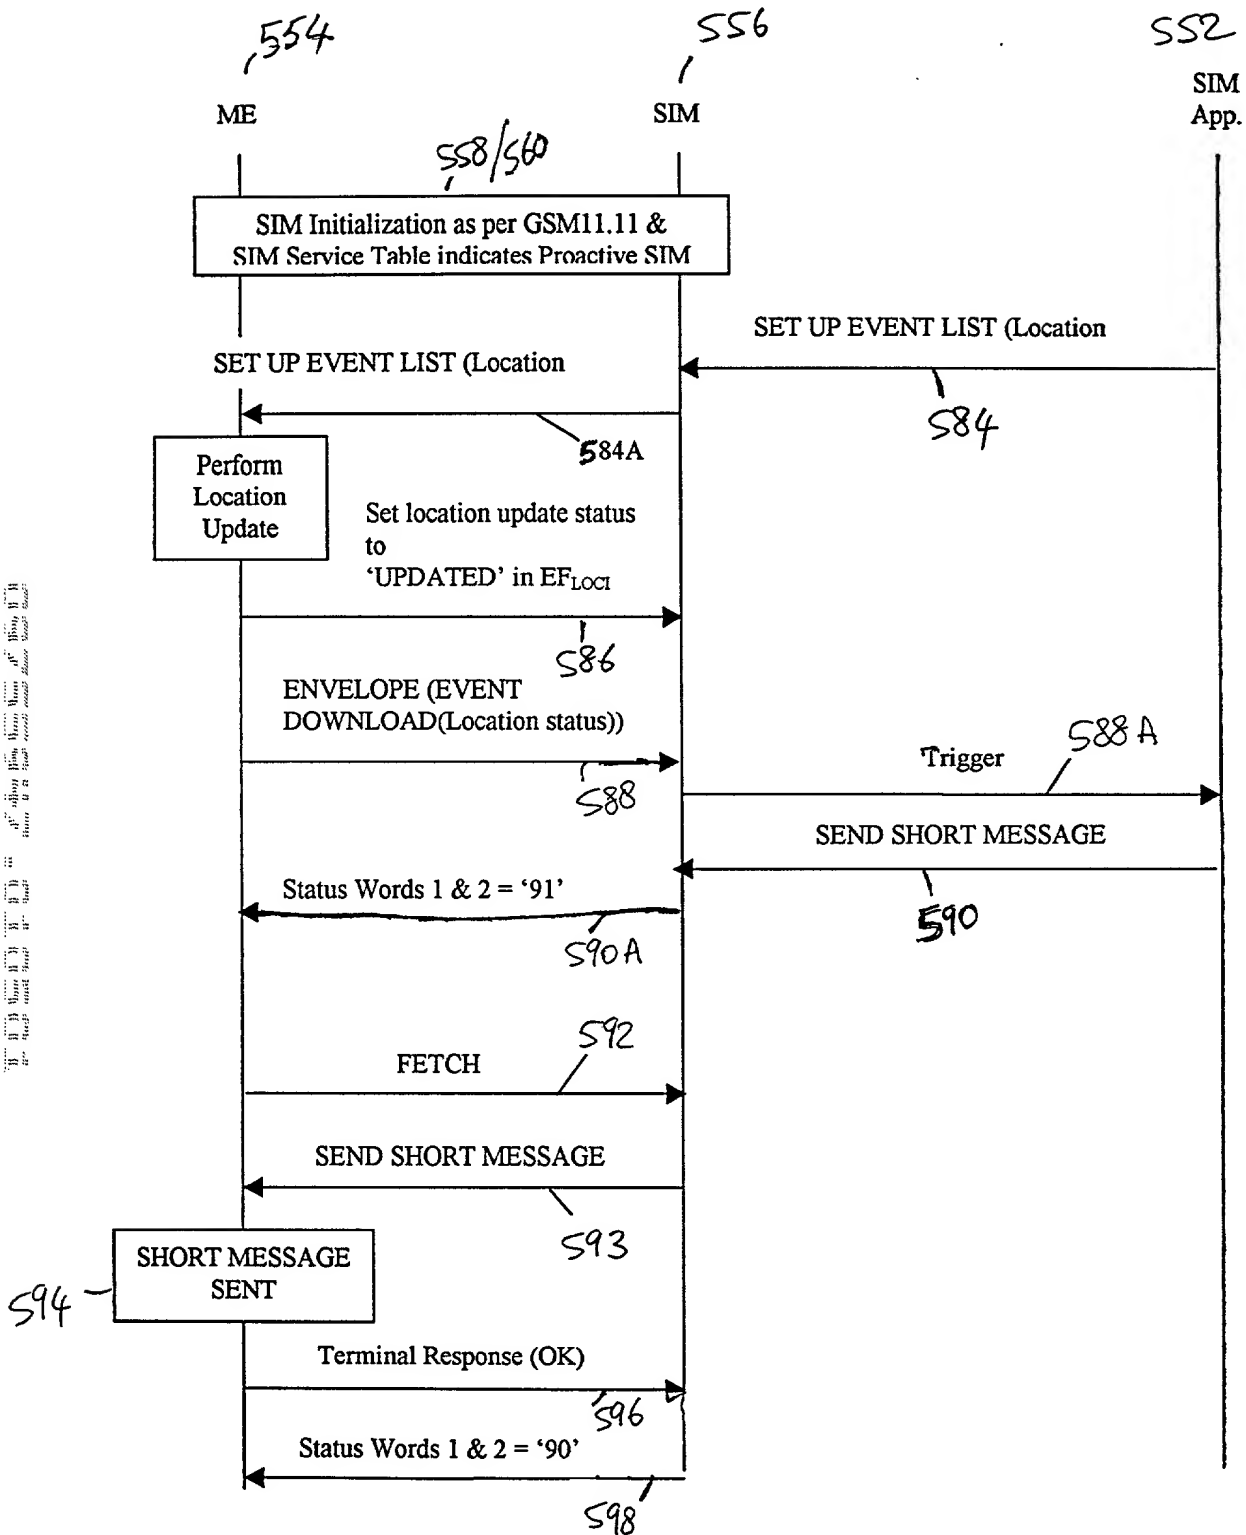 554
556
552
ME
SIM
SIM
App.
558/560
SIM Initialization as per GSM11.11 &
SIM Service Table indicates Proactive SIM
SET UP EVENT LIST (Location
SET UP EVENT LIST (Location
584
584A
Perform
Location
Update
Set location update status
to
‘UPDATED’ in EFLOCI
586
ENVELOPE (EVENT
DOWNLOAD(Location status))
588
Trigger
588A
SEND SHORT MESSAGE
590
Status Words 1 & 2 = ‘91’
590A
592
FETCH
SEND SHORT MESSAGE
593
SHORT MESSAGE
SENT
594
Terminal Response (OK)
596
Status Words 1 & 2 = ‘90’
598